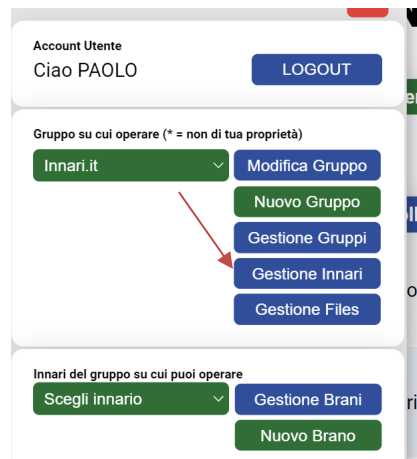 Account Utente
Ciao PAOLO
LOGOUT
Gruppo su cui operare (* = non di tua proprietà)
Innari.it
Modifica Gruppo
Nuovo Gruppo
Gestione Gruppi
Gestione Innari
Gestione Files
Innari del gruppo su cui puoi operare
Scegli innario
Gestione Brani
Nuovo Brano